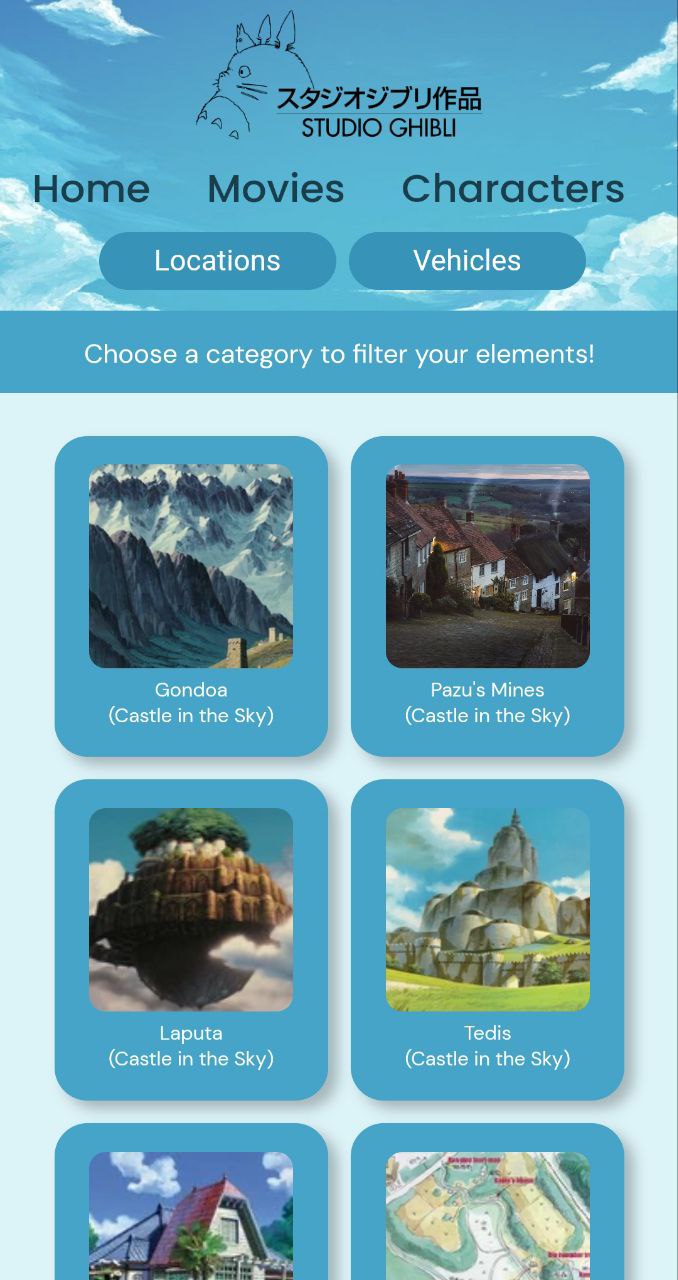 スタジオジブリ作品
STUDIO GHIBLI
Home Movies Characters
Locations Vehicles
Choose a category to filter your elements!
Gondoa
(Castle in the Sky)
Pazu's Mines
(Castle in the Sky)
Laputa
(Castle in the Sky)
Tedis
(Castle in the Sky)